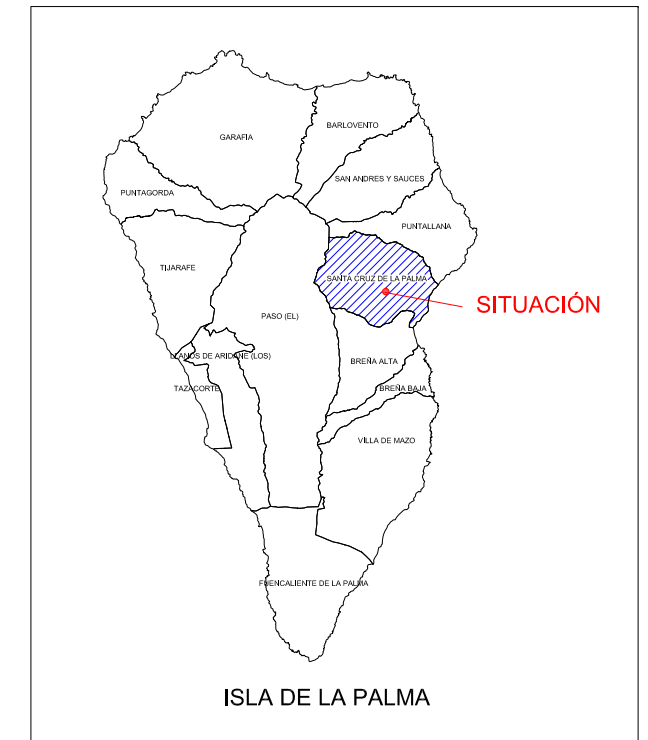 BARLOVENTO
GARAFIA
SAN ANDRES Y SAUCES
PUNTAGORDA
PUNTALLANA
TIJARAFE
SANTA CRUZ DE LA PALMA
SITUACIÓN
PASO (EL)
LLANOS DE ARIDANE (LOS)
BREÑA ALTA
TAZACORTE
BREÑA BAJA
VILLA DE MAZO
FUENCALIENTE DE LA PALMA
ISLA DE LA PALMA